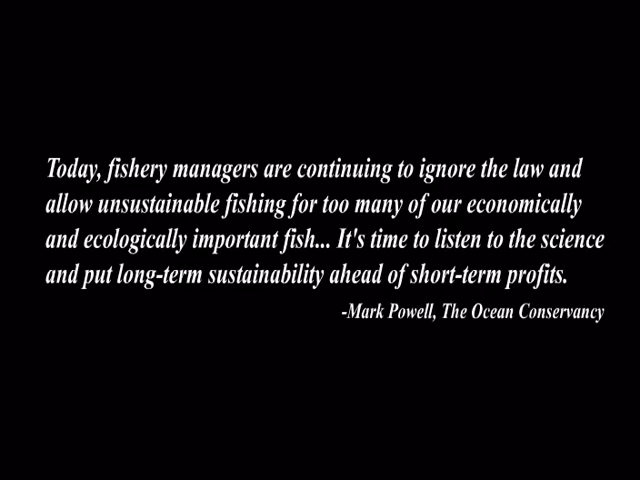 Today, fishery managers are continuing to ignore the law and
allow unsustainable fishing for too many of our economically
and ecologically important fish... It's time to listen to the science
and put long-term sustainability ahead of short-term profits.
-Mark Powell, The Ocean Conservancy